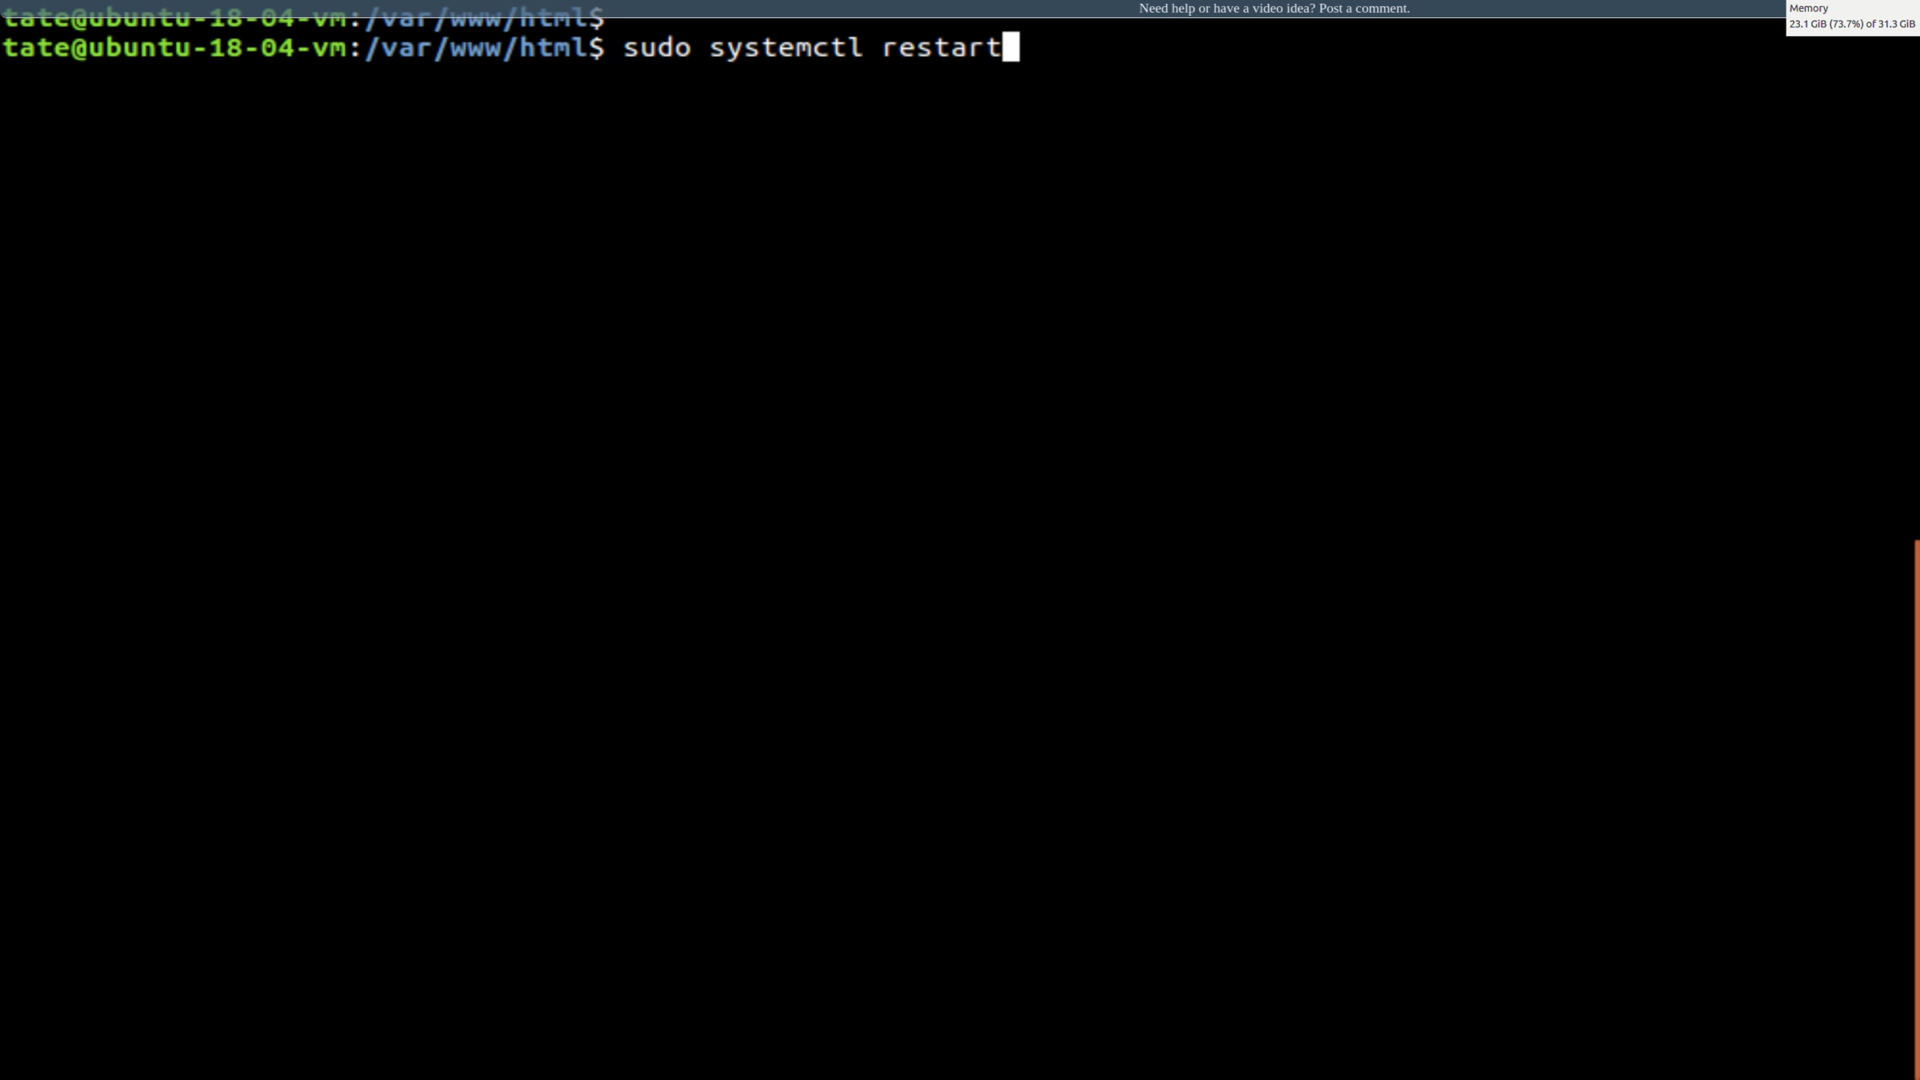 Need help or have a video idea? Post a comment.
Memory
23.1 GiB (73.7%) of 31.3 GiB
tate@ubuntu-18-04-vm:/var/www/html$
tate@ubuntu-18-04-vm:/var/www/html$ sudo systemctl restart